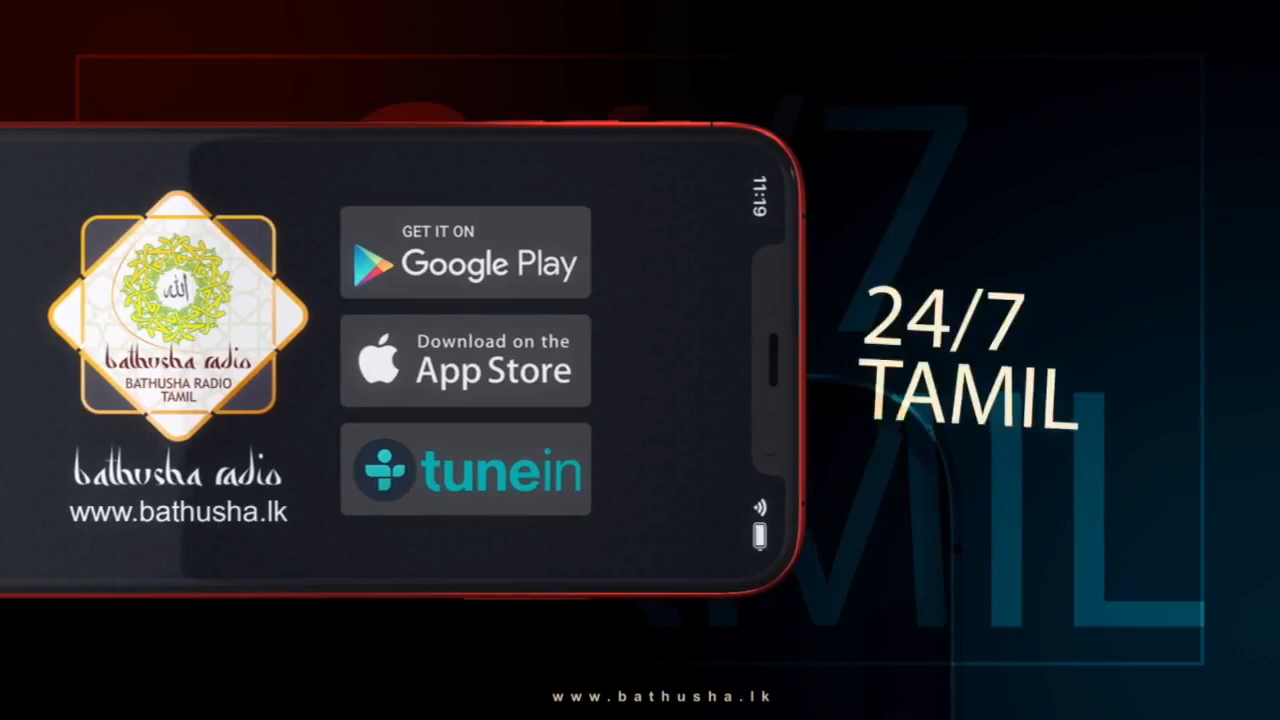 الله
bathusha radio
BATHUSHA RADIO
TAMIL
bathusha radio
www.bathusha.lk
GET IT ON
Google Play
Download on the
App Store
tunein
11:19
24/7
TAMIL
www.bathusha.lk